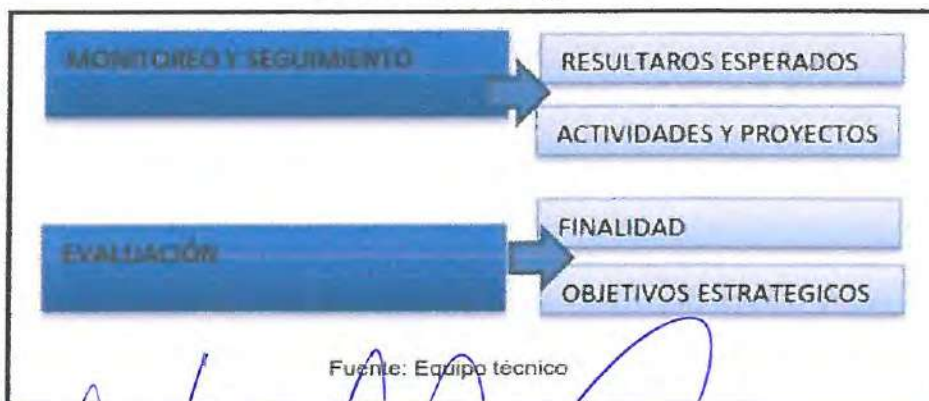 MONITOREO Y SEGUIMIENTO
RESULTAROS ESPERADOS
ACTIVIDADES Y PROYECTOS
EVALUACIÓN
FINALIDAD
OBJETIVOS ESTRATEGICOS
Fuente: Equipo técnico